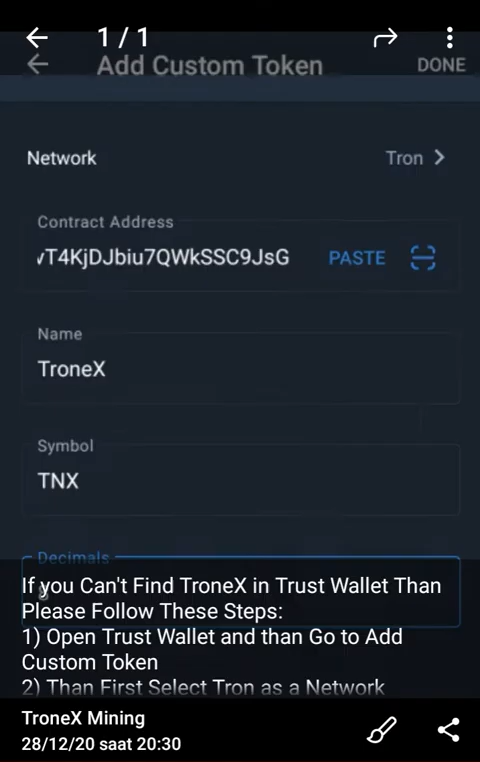 1 / 1
Add Custom Token
DONE
Network
Tron
Contract Address
vT4KjDJbiu7QWkSSC9JsG
PASTE
Name
TroneX
Symbol
TNX
Decimals
If you Can't Find TroneX in Trust Wallet Than
Please Follow These Steps:
1) Open Trust Wallet and than Go to Add
Custom Token
2) Than First Select Tron as a Network
TroneX Mining
28/12/20 saat 20:30